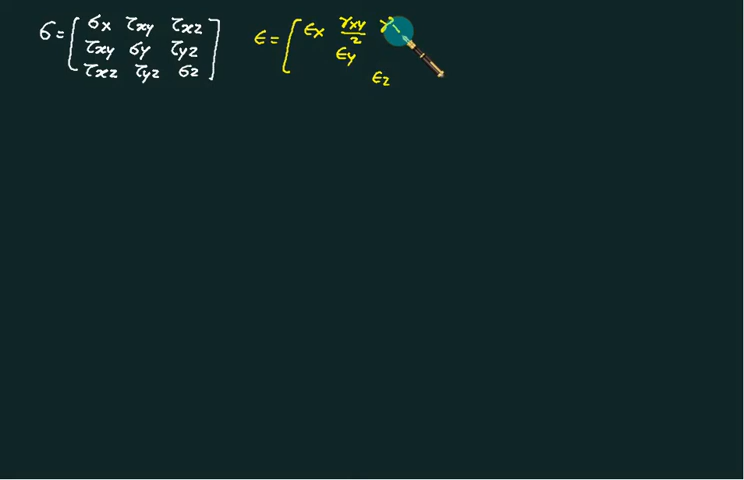 σ = [ σx τxy τxz
τxy σy τyz
τxz τyz σz ]
ϵ = [ ϵx γxy/2 γ
ϵy
ϵz